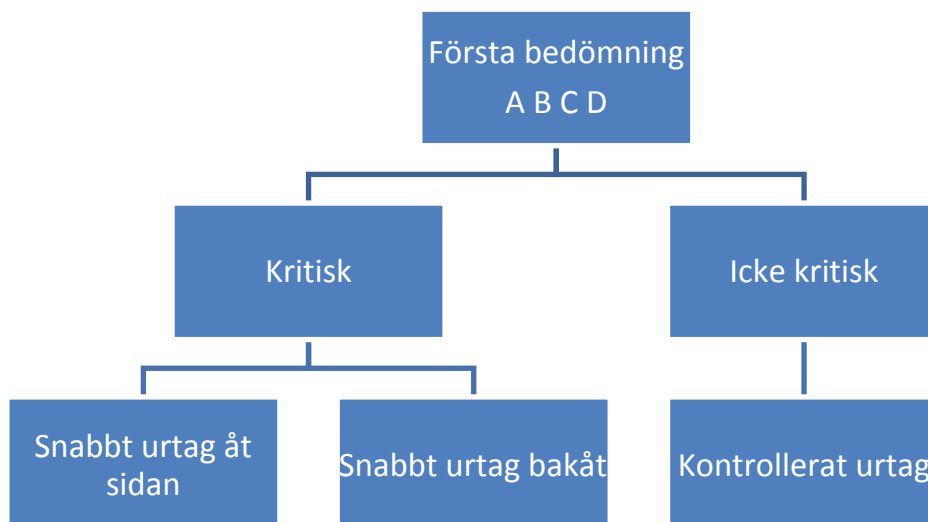 Första bedömning
A B C D
Kritisk
Icke kritisk
Snabbt urtag åt
sidan
Snabbt urtag bakåt
Kontrollerat urtag